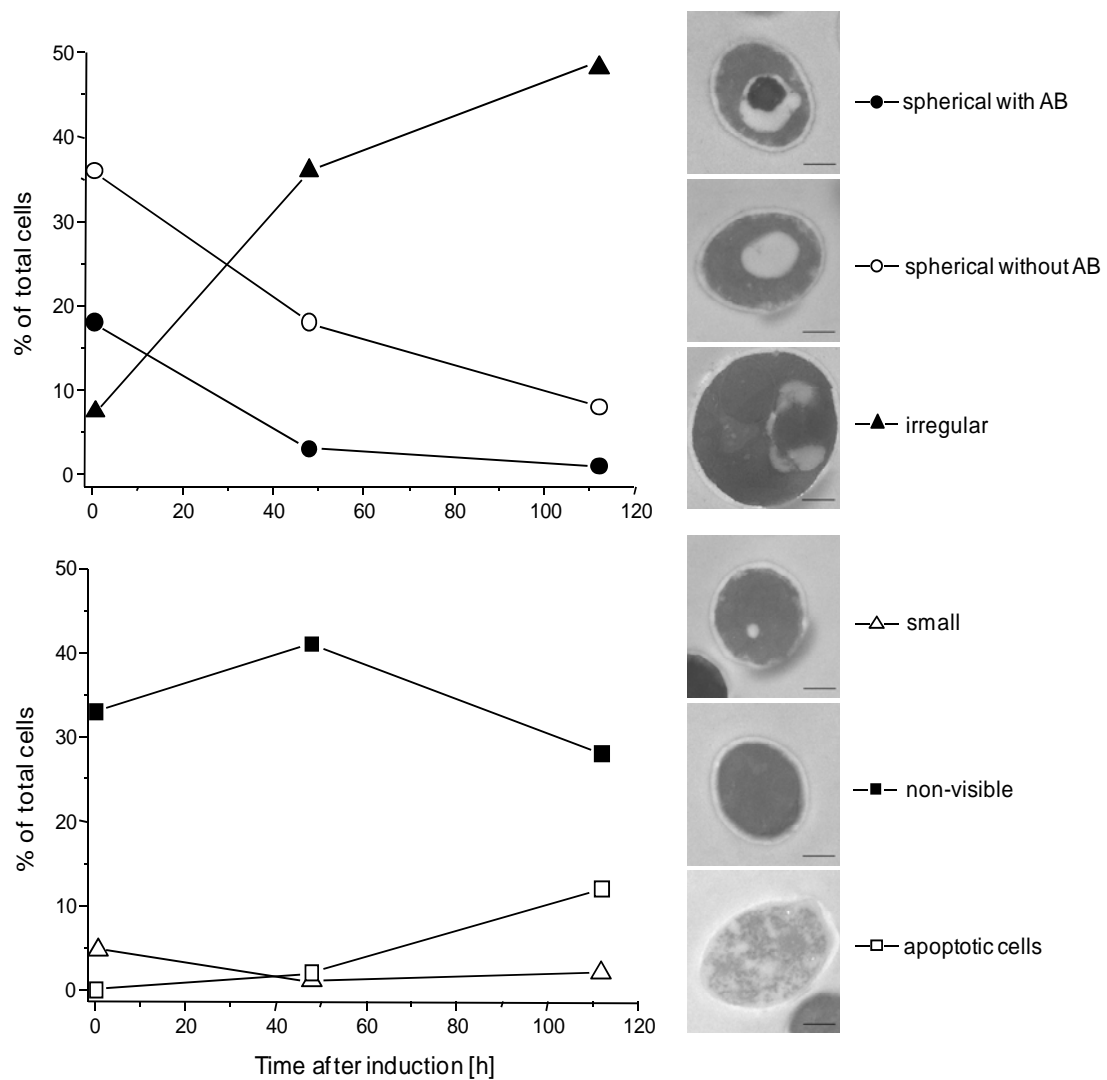 50
40
30
20
10
0
% of total cells
0 20 40 60 80 100 120
spherical with AB
spherical without AB
irregular
50
40
30
20
10
0
% of total cells
0 20 40 60 80 100 120
Time after induction [h]
small
non-visible
apoptotic cells